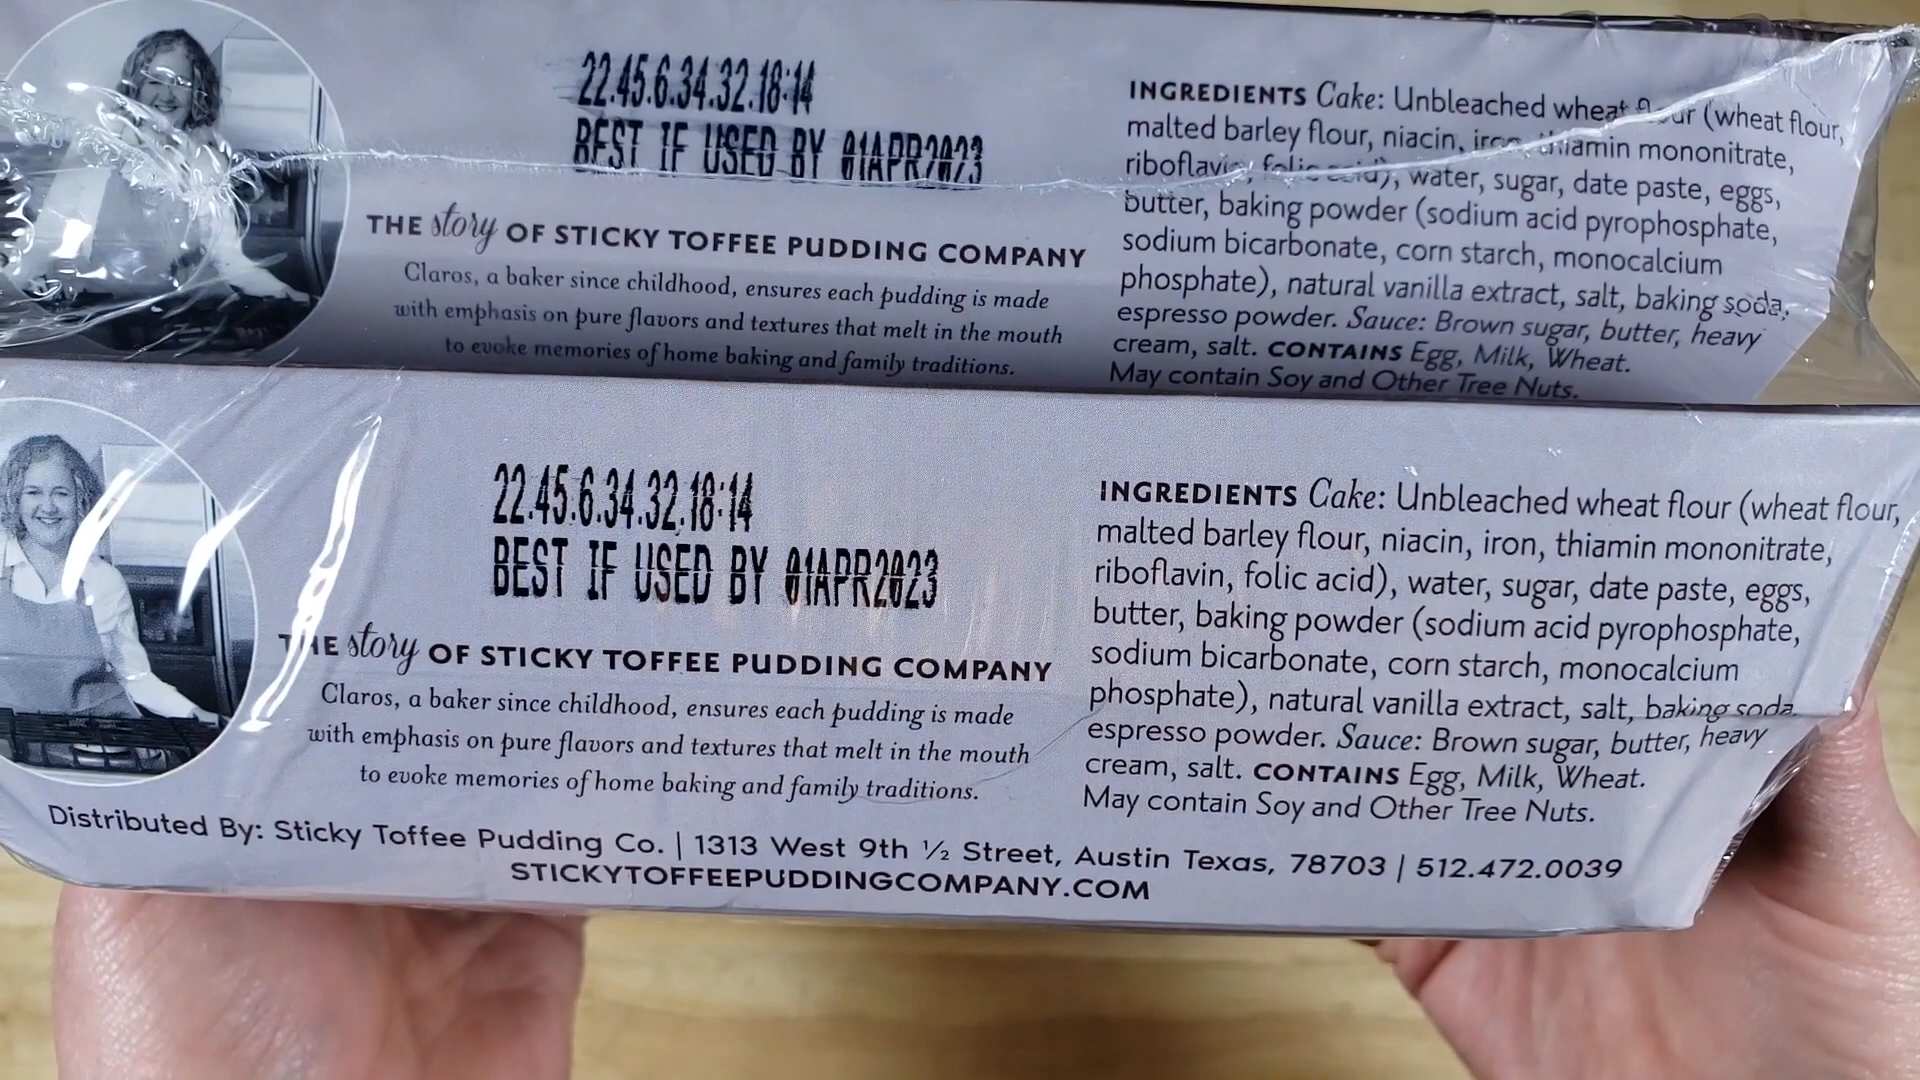 22.45.6.34.32.18:14
BEST IF USED BY 01APR2023
THE story OF STICKY TOFFEE PUDDING COMPANY
Claros, a baker since childhood, ensures each pudding is made
with emphasis on pure flavors and textures that melt in the mouth
to evoke memories of home baking and family traditions.
INGREDIENTS Cake: Unbleached wheat flour (wheat flour,
malted barley flour, niacin, iron, thiamin mononitrate,
riboflavin, folic acid), water, sugar, date paste, eggs,
butter, baking powder (sodium acid pyrophosphate,
sodium bicarbonate, corn starch, monocalcium
phosphate), natural vanilla extract, salt, baking soda,
espresso powder. Sauce: Brown sugar, butter, heavy
cream, salt. CONTAINS Egg, Milk, Wheat.
May contain Soy and Other Tree Nuts.
22.45.6.34.32.18:14
BEST IF USED BY 01APR2023
THE story OF STICKY TOFFEE PUDDING COMPANY
Claros, a baker since childhood, ensures each pudding is made
with emphasis on pure flavors and textures that melt in the mouth
to evoke memories of home baking and family traditions.
INGREDIENTS Cake: Unbleached wheat flour (wheat flour,
malted barley flour, niacin, iron, thiamin mononitrate,
riboflavin, folic acid), water, sugar, date paste, eggs,
butter, baking powder (sodium acid pyrophosphate,
sodium bicarbonate, corn starch, monocalcium
phosphate), natural vanilla extract, salt, baking soda,
espresso powder. Sauce: Brown sugar, butter, heavy
cream, salt. CONTAINS Egg, Milk, Wheat.
May contain Soy and Other Tree Nuts.
Distributed By: Sticky Toffee Pudding Co. | 1313 West 9th ½ Street, Austin Texas, 78703 | 512.472.0039
STICKYTOFFEEPUDDINGCOMPANY.COM